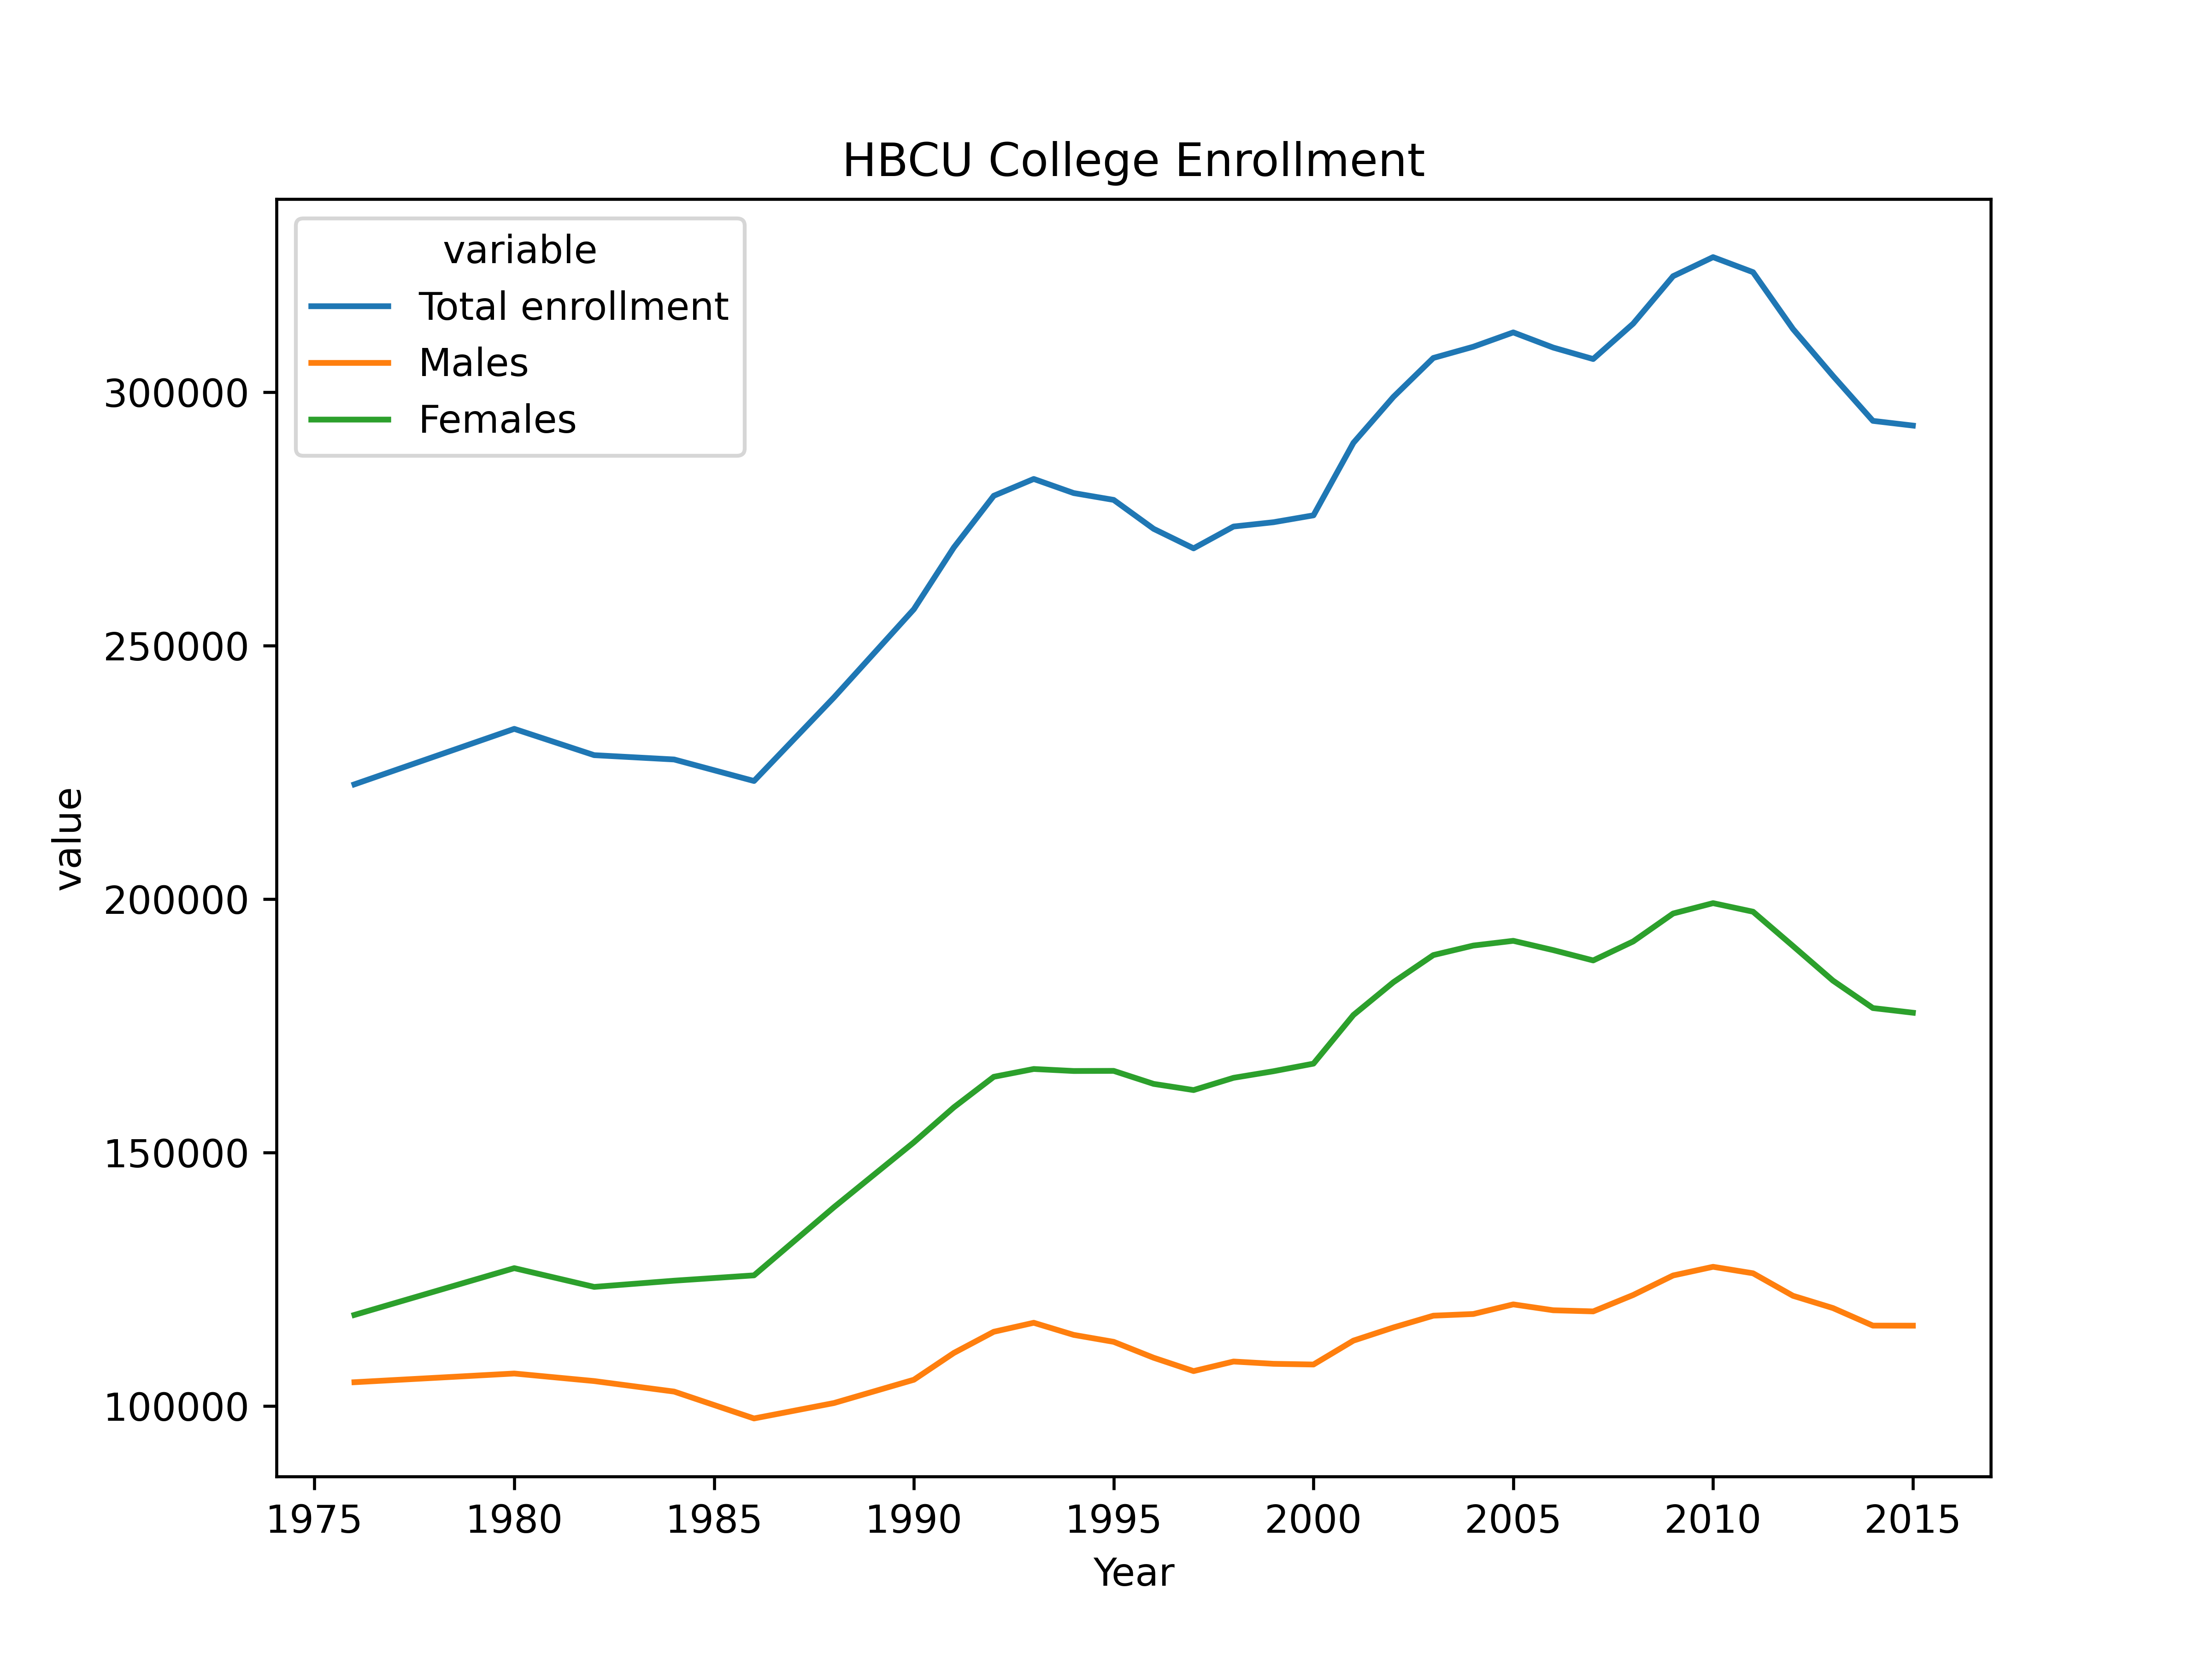 HBCU College Enrollment
variable
Total enrollment
Males
Females
300000
250000
200000
150000
100000
value
1975 1980 1985 1990 1995 2000 2005 2010 2015
Year